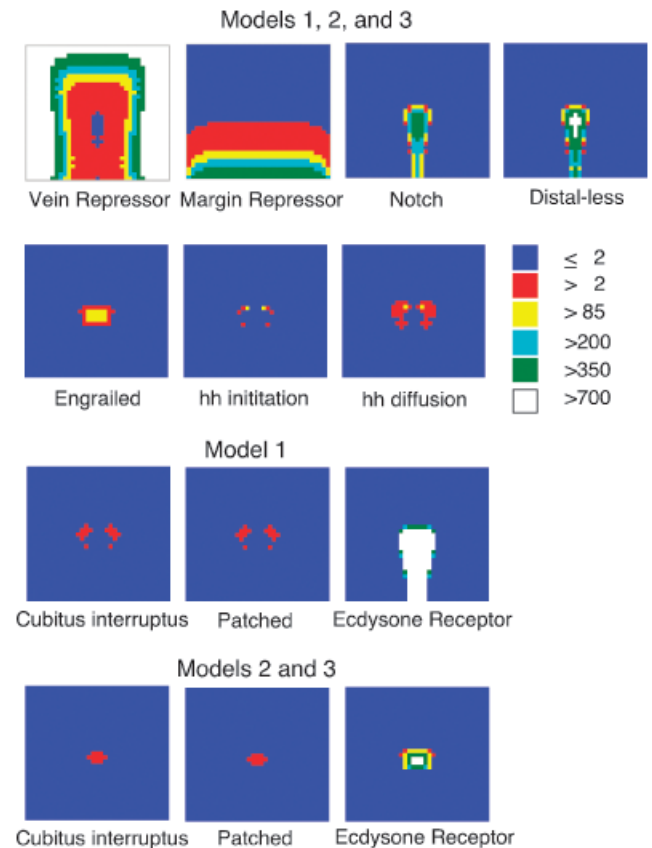 Models 1, 2, and 3
Vein Repressor
Margin Repressor
Notch
Distal-less
Engrailed
hh inititation
hh diffusion
≤ 2
> 2
> 85
>200
>350
>700
Model 1
Cubitus interruptus
Patched
Ecdysone Receptor
Models 2 and 3
Cubitus interruptus
Patched
Ecdysone Receptor